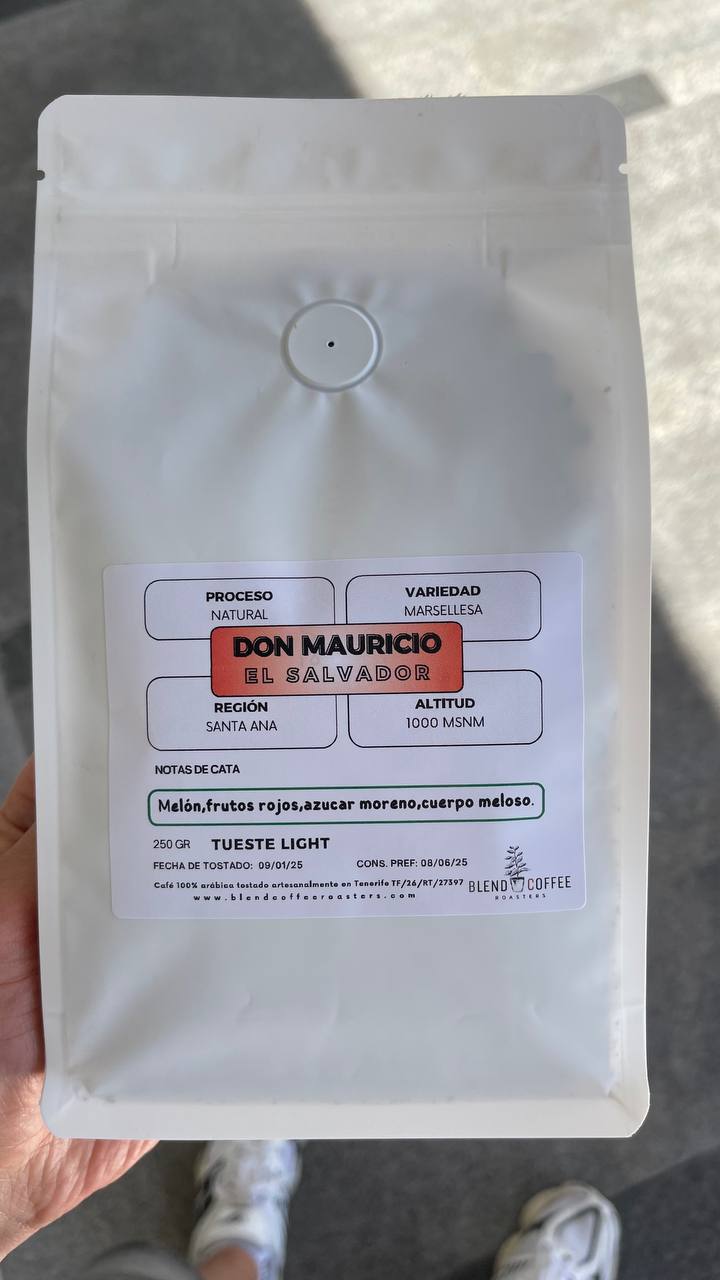 PROCESO
NATURAL
VARIEDAD
MARSELLESA
DON MAURICIO
EL SALVADOR
REGIÓN
SANTA ANA
ALTITUD
1000 MSNM
NOTAS DE CATA
Melón,frutos rojos,azucar moreno,cuerpo meloso.
250 GR TUESTE LIGHT
FECHA DE TOSTADO: 09/01/25 CONS. PREF: 08/06/25
Café 100% arábica tostado artesanalmente en Tenerife TF/26/RT/27397
www.blendcoffeeroasters.com
BLEND COFFEE
ROASTERS